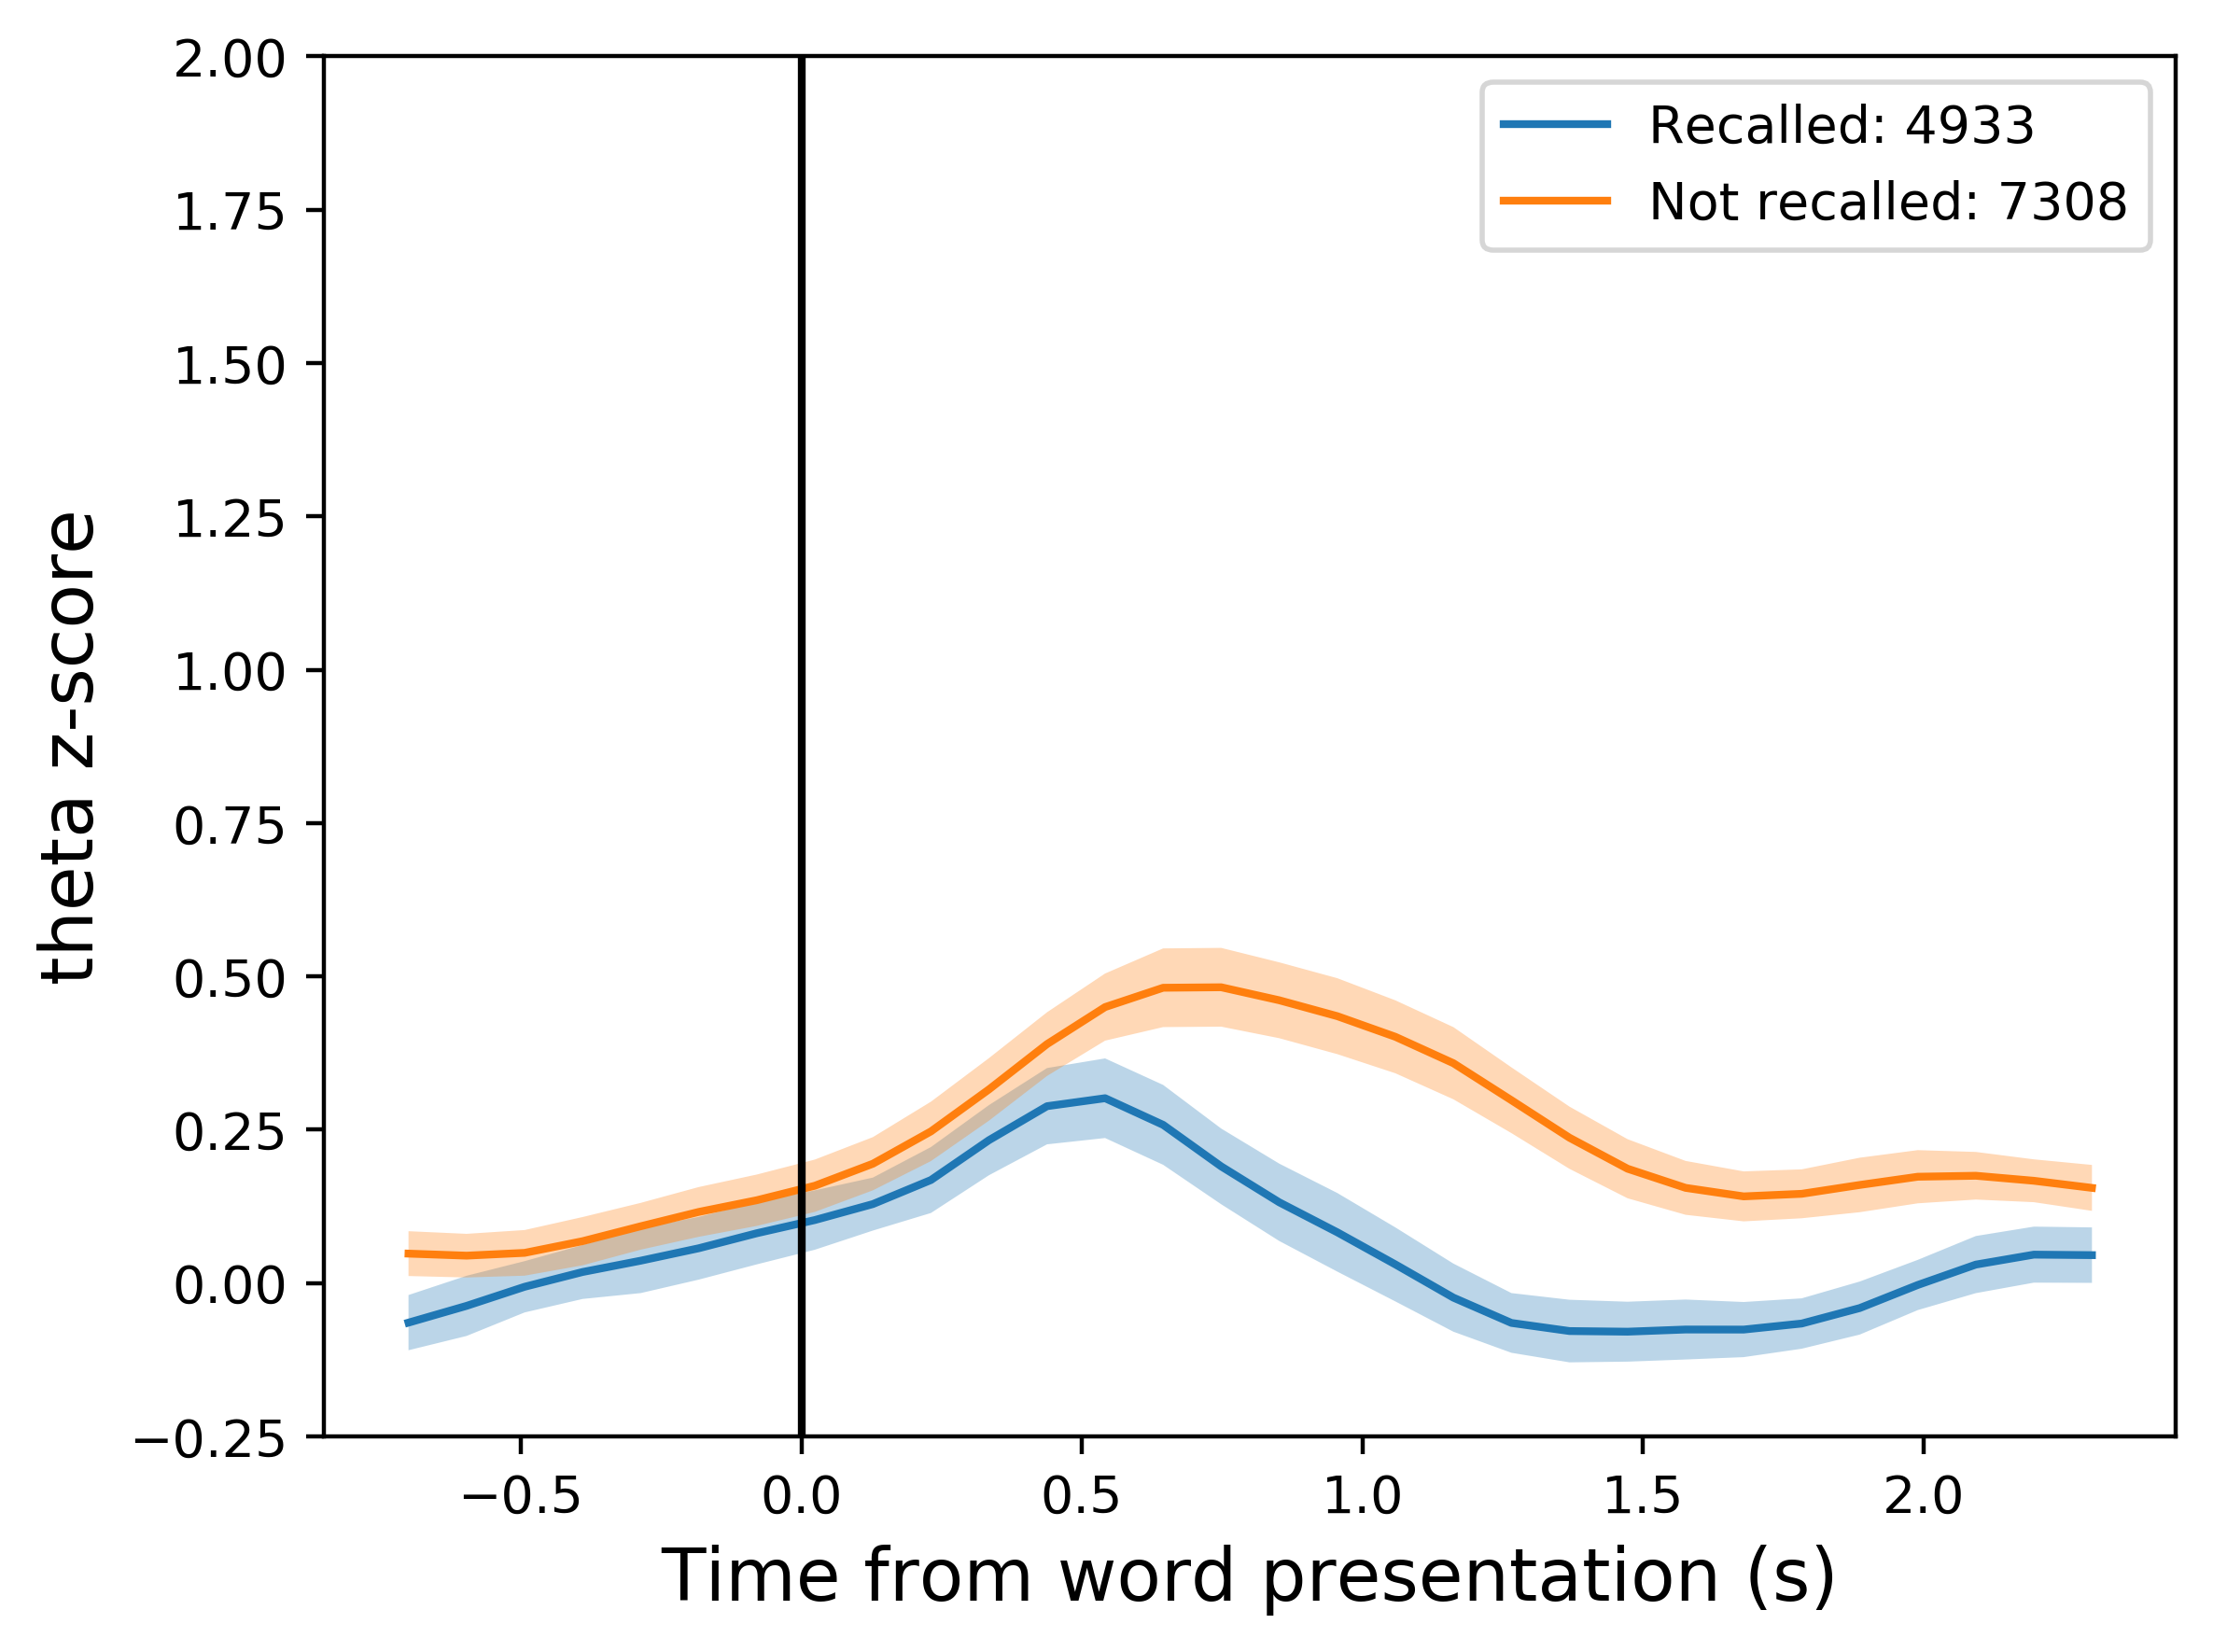 2.00
1.75
1.50
1.25
1.00
0.75
0.50
0.25
0.00
−0.25
theta z-score
Recalled: 4933
Not recalled: 7308
−0.5 0.0 0.5 1.0 1.5 2.0
Time from word presentation (s)